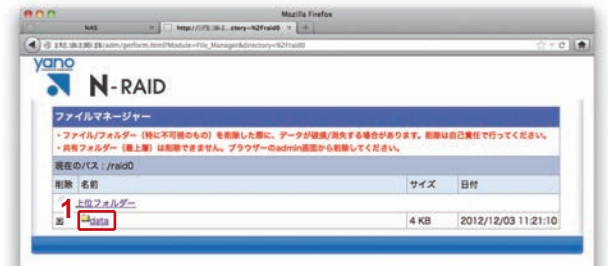 Mozilla Firefox
NAS
yano
N-RAID
ファイルマネージャー
・ファイル/フォルダー（特に不可視のもの）を削除した際に、データが破損/消失する場合があります。削除は自己責任で行ってください。
・共有フォルダー（最上層）は削除できません。ブラウザーのadmin画面から削除してください。
現在のパス : /raid0
削除 名前 サイズ 日付
上位フォルダー
1
data 4 KB 2012/12/03 11:21:10